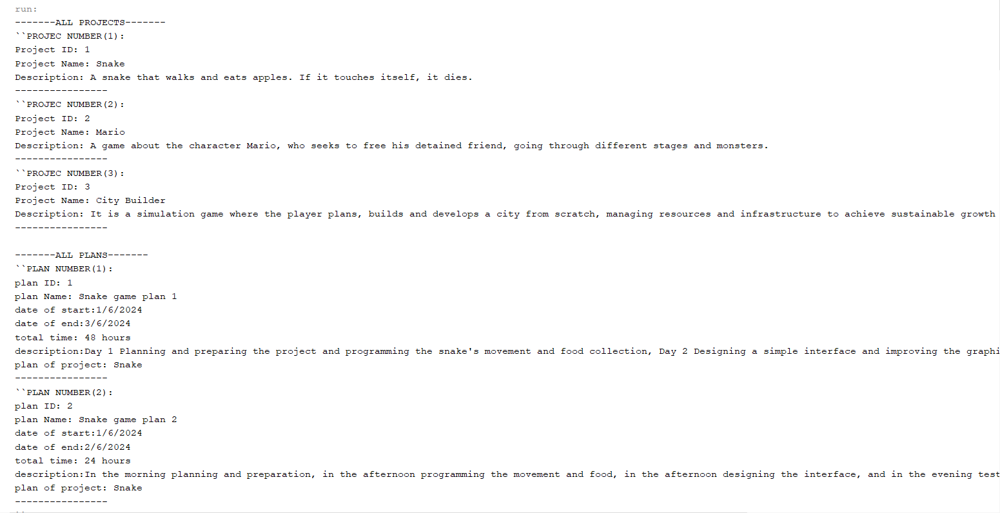 run:
-------ALL PROJECTS-------
``PROJEC NUMBER(1):
Project ID: 1
Project Name: Snake
Description: A snake that walks and eats apples. If it touches itself, it dies.
----------------
``PROJEC NUMBER(2):
Project ID: 2
Project Name: Mario
Description: A game about the character Mario, who seeks to free his detained friend, going through different stages and monsters.
----------------
``PROJEC NUMBER(3):
Project ID: 3
Project Name: City Builder
Description: It is a simulation game where the player plans, builds and develops a city from scratch, managing resources and infrastructure to achieve sustainable growth
----------------
-------ALL PLANS-------
``PLAN NUMBER(1):
plan ID: 1
plan Name: Snake game plan 1
date of start:1/6/2024
date of end:3/6/2024
total time: 48 hours
description:Day 1 Planning and preparing the project and programming the snake's movement and food collection, Day 2 Designing a simple interface and improving the graphi
plan of project: Snake
----------------
``PLAN NUMBER(2):
plan ID: 2
plan Name: Snake game plan 2
date of start:1/6/2024
date of end:2/6/2024
total time: 24 hours
description:In the morning planning and preparation, in the afternoon programming the movement and food, in the afternoon designing the interface, and in the evening test
plan of project: Snake
----------------